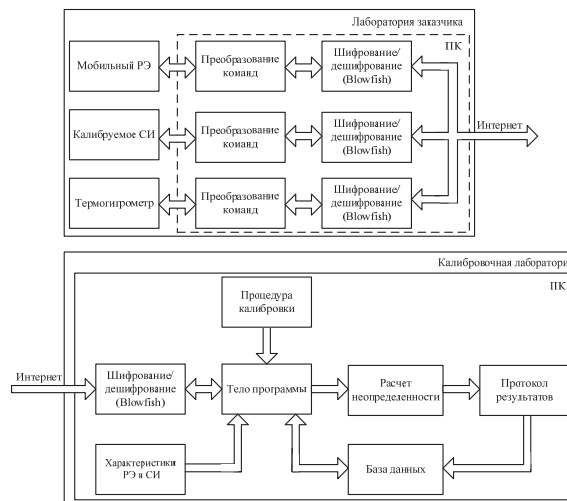 Лаборатория заказчика
ПК
Мобильный РЭ
Преобразование
команд
Шифрование/
дешифрование
(Blowfish)
Калибруемое СИ
Преобразование
команд
Шифрование/
дешифрование
(Blowfish)
Интернет
Термогигрометр
Преобразование
команд
Шифрование/
дешифрование
(Blowfish)
Калибровочная лаборатори
ПК
Процедура
калибровки
Интернет
Шифрование/
дешифрование
(Blowfish)
Тело программы
Расчет
неопределенности
Протокол
результатов
Характеристики
РЭ и СИ
База данных